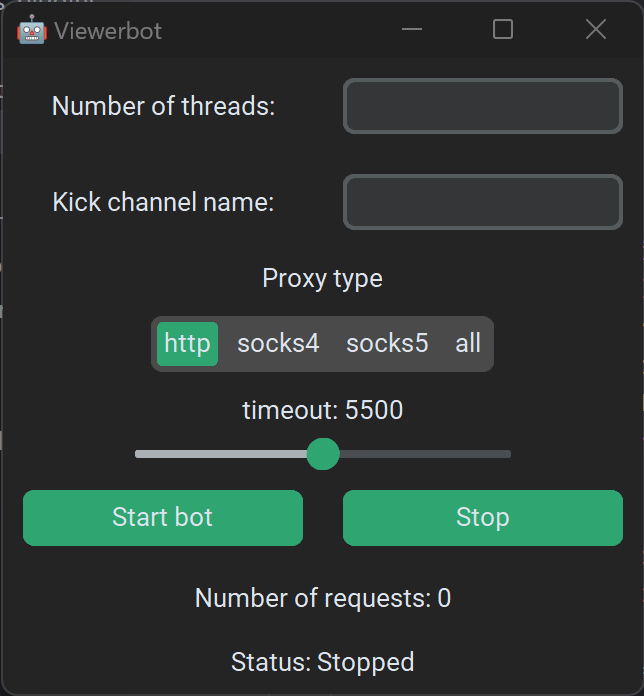 Viewerbot
Number of threads:
Kick channel name:
Proxy type
http socks4 socks5 all
timeout: 5500
Start bot Stop
Number of requests: 0
Status: Stopped